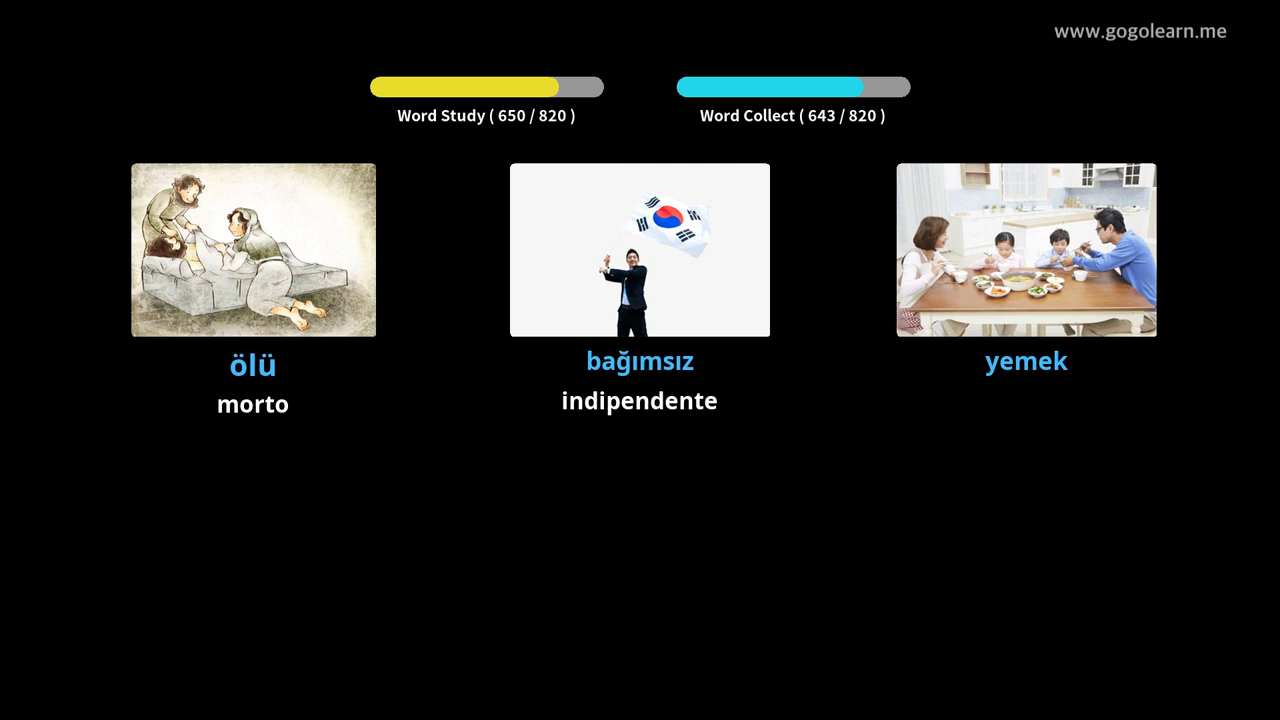 www.gogolearn.me
Word Study ( 650 / 820 )
Word Collect ( 643 / 820 )
ölü
morto
bağımsız
indipendente
yemek